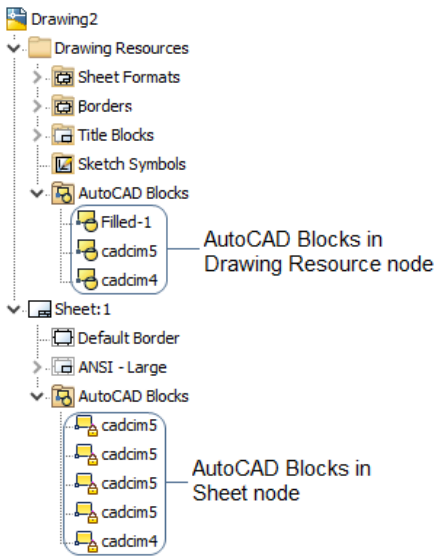 Drawing2
Drawing Resources
Sheet Formats
Borders
Title Blocks
Sketch Symbols
AutoCAD Blocks
Filled-1
cadcim5
cadcim4
AutoCAD Blocks in
Drawing Resource node
Sheet:1
Default Border
ANSI - Large
AutoCAD Blocks
cadcim5
cadcim5
cadcim5
cadcim5
cadcim4
AutoCAD Blocks in
Sheet node